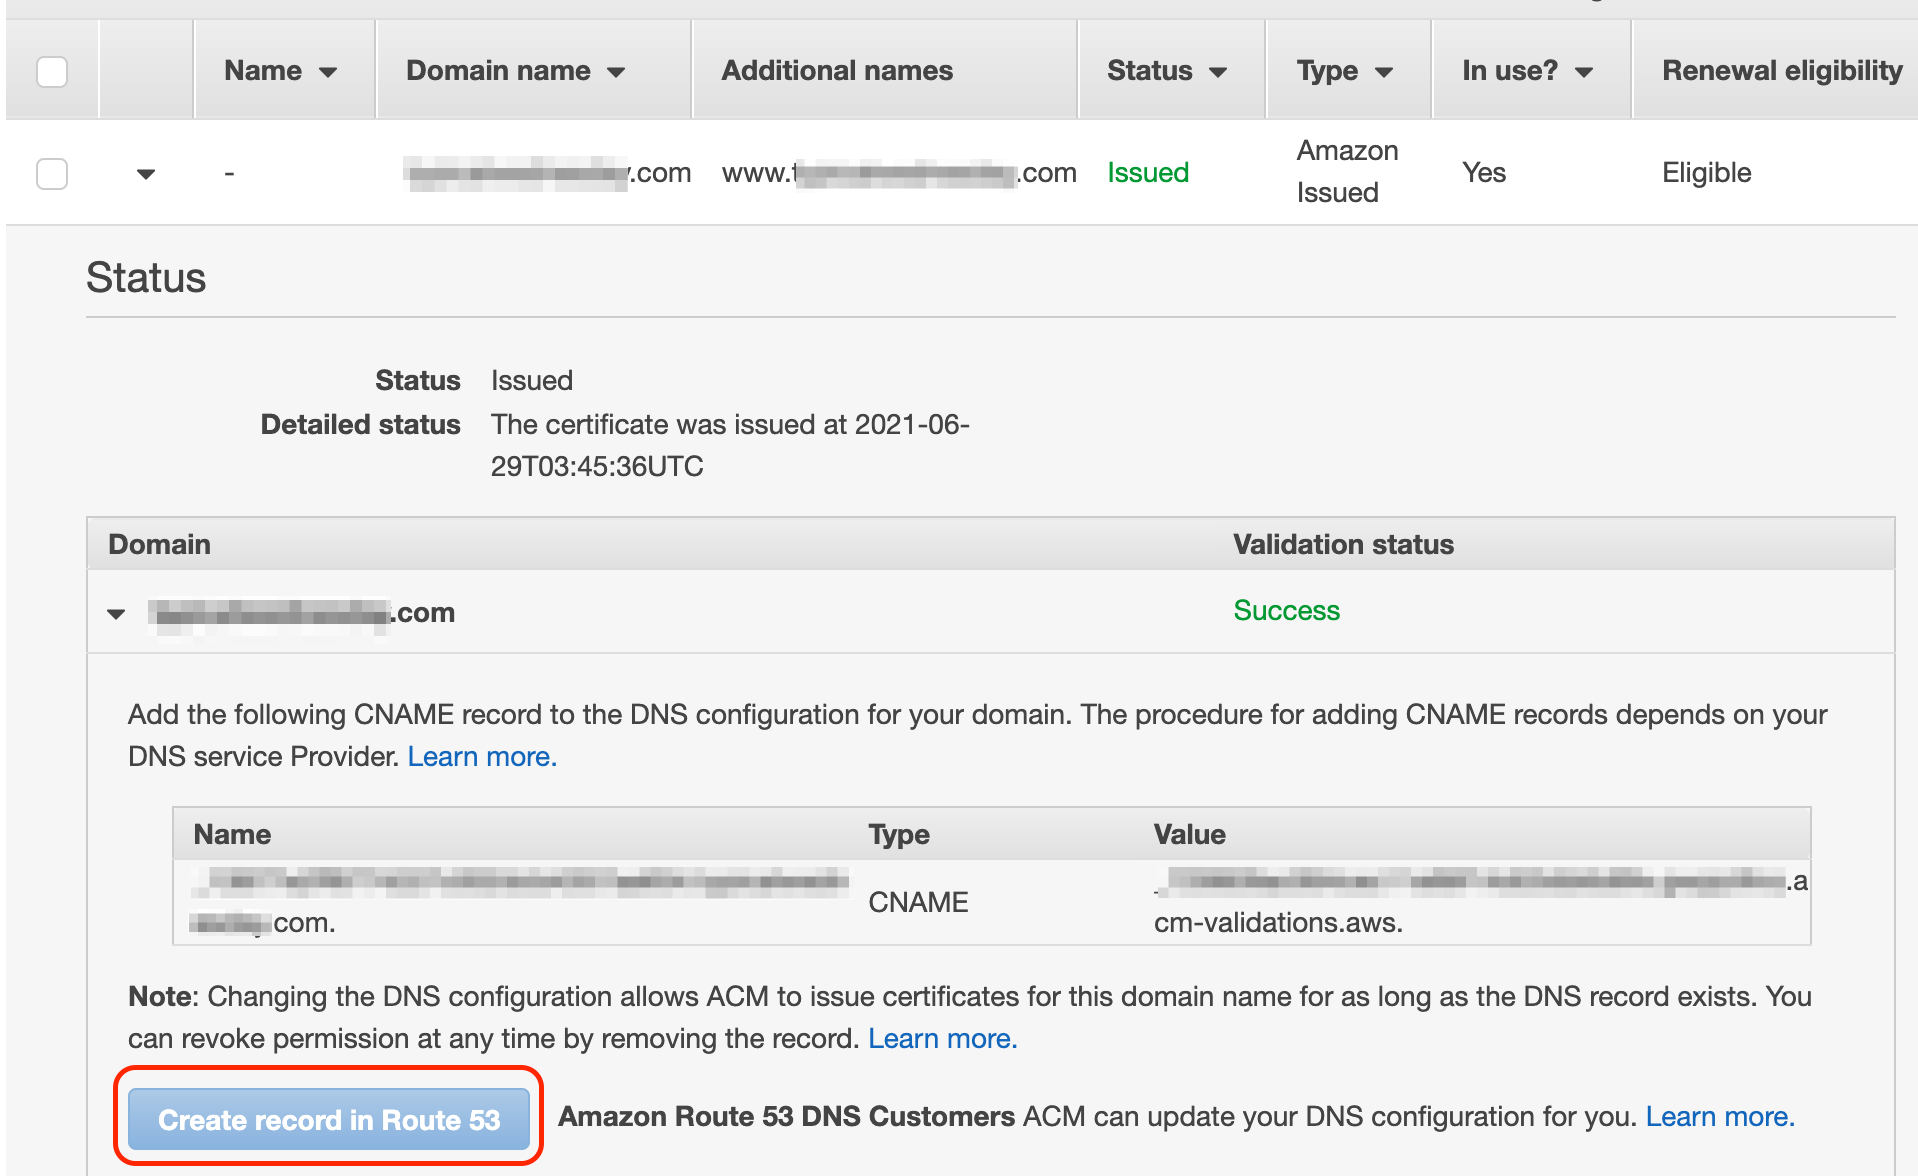 Name Domain name Additional names Status Type In use? Renewal eligibility
- .com www.t .com Issued Amazon Issued Yes Eligible
Status
Status Issued
Detailed status The certificate was issued at 2021-06-
29T03:45:36UTC
Domain Validation status
.com Success
Add the following CNAME record to the DNS configuration for your domain. The procedure for adding CNAME records depends on your
DNS service Provider. Learn more.
Name Type Value
CNAME .a
com. cm-validations.aws.
Note: Changing the DNS configuration allows ACM to issue certificates for this domain name for as long as the DNS record exists. You
can revoke permission at any time by removing the record. Learn more.
Create record in Route 53 Amazon Route 53 DNS Customers ACM can update your DNS configuration for you. Learn more.